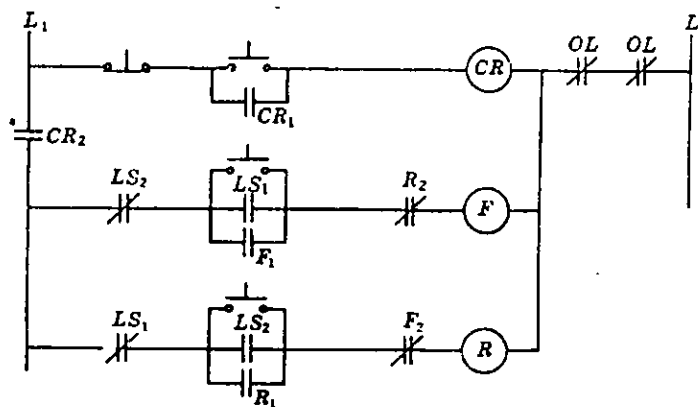 L₁
L
OL
OL
CR
CR₁
CR₂
LS₂
LS₁
R₂
F
F₁
LS₁
LS₂
F₂
R
R₁